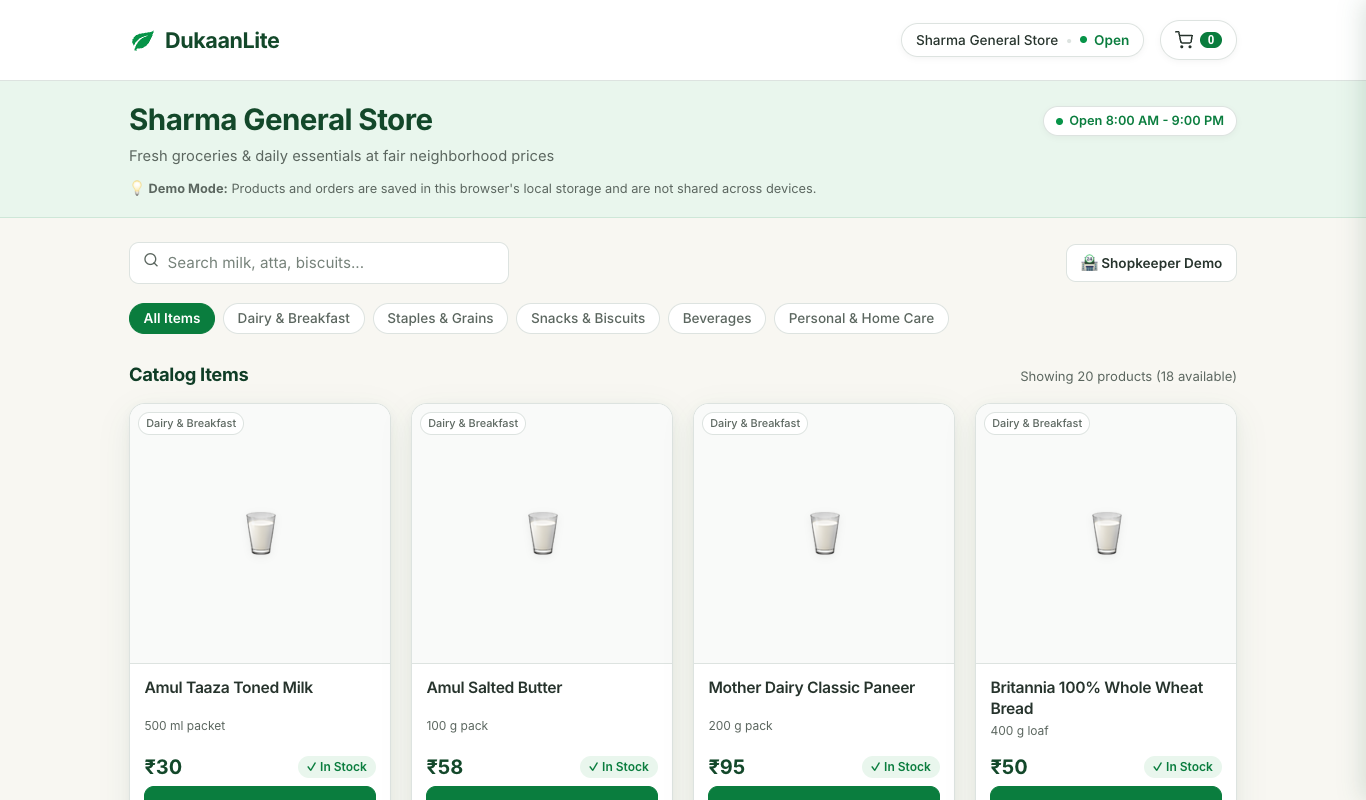 DukaanLite
Sharma General Store • Open
0
Sharma General Store
Open 8:00 AM - 9:00 PM
Fresh groceries & daily essentials at fair neighborhood prices
💡 Demo Mode: Products and orders are saved in this browser's local storage and are not shared across devices.
Search milk, atta, biscuits...
Shopkeeper Demo
All Items
Dairy & Breakfast
Staples & Grains
Snacks & Biscuits
Beverages
Personal & Home Care
Catalog Items
Showing 20 products (18 available)
Dairy & Breakfast
Dairy & Breakfast
Dairy & Breakfast
Dairy & Breakfast
Amul Taaza Toned Milk
500 ml packet
₹30
✓ In Stock
Amul Salted Butter
100 g pack
₹58
✓ In Stock
Mother Dairy Classic Paneer
200 g pack
₹95
✓ In Stock
Britannia 100% Whole Wheat
Bread
400 g loaf
₹50
✓ In Stock